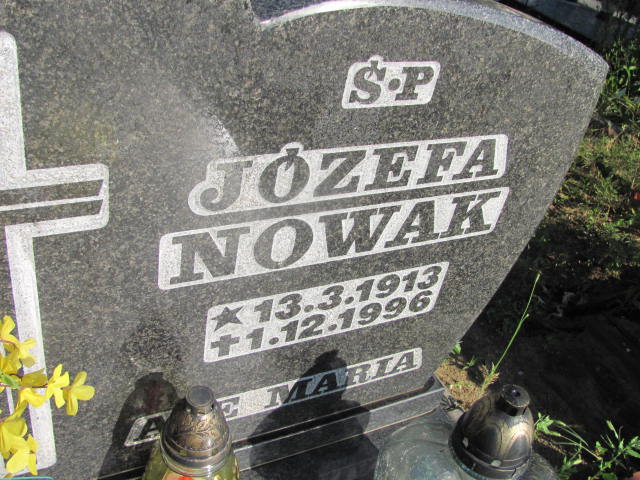 Ś.P
JÓZEFA
NOWAK
★13.3.1913
✝1.12.1996
MARIA